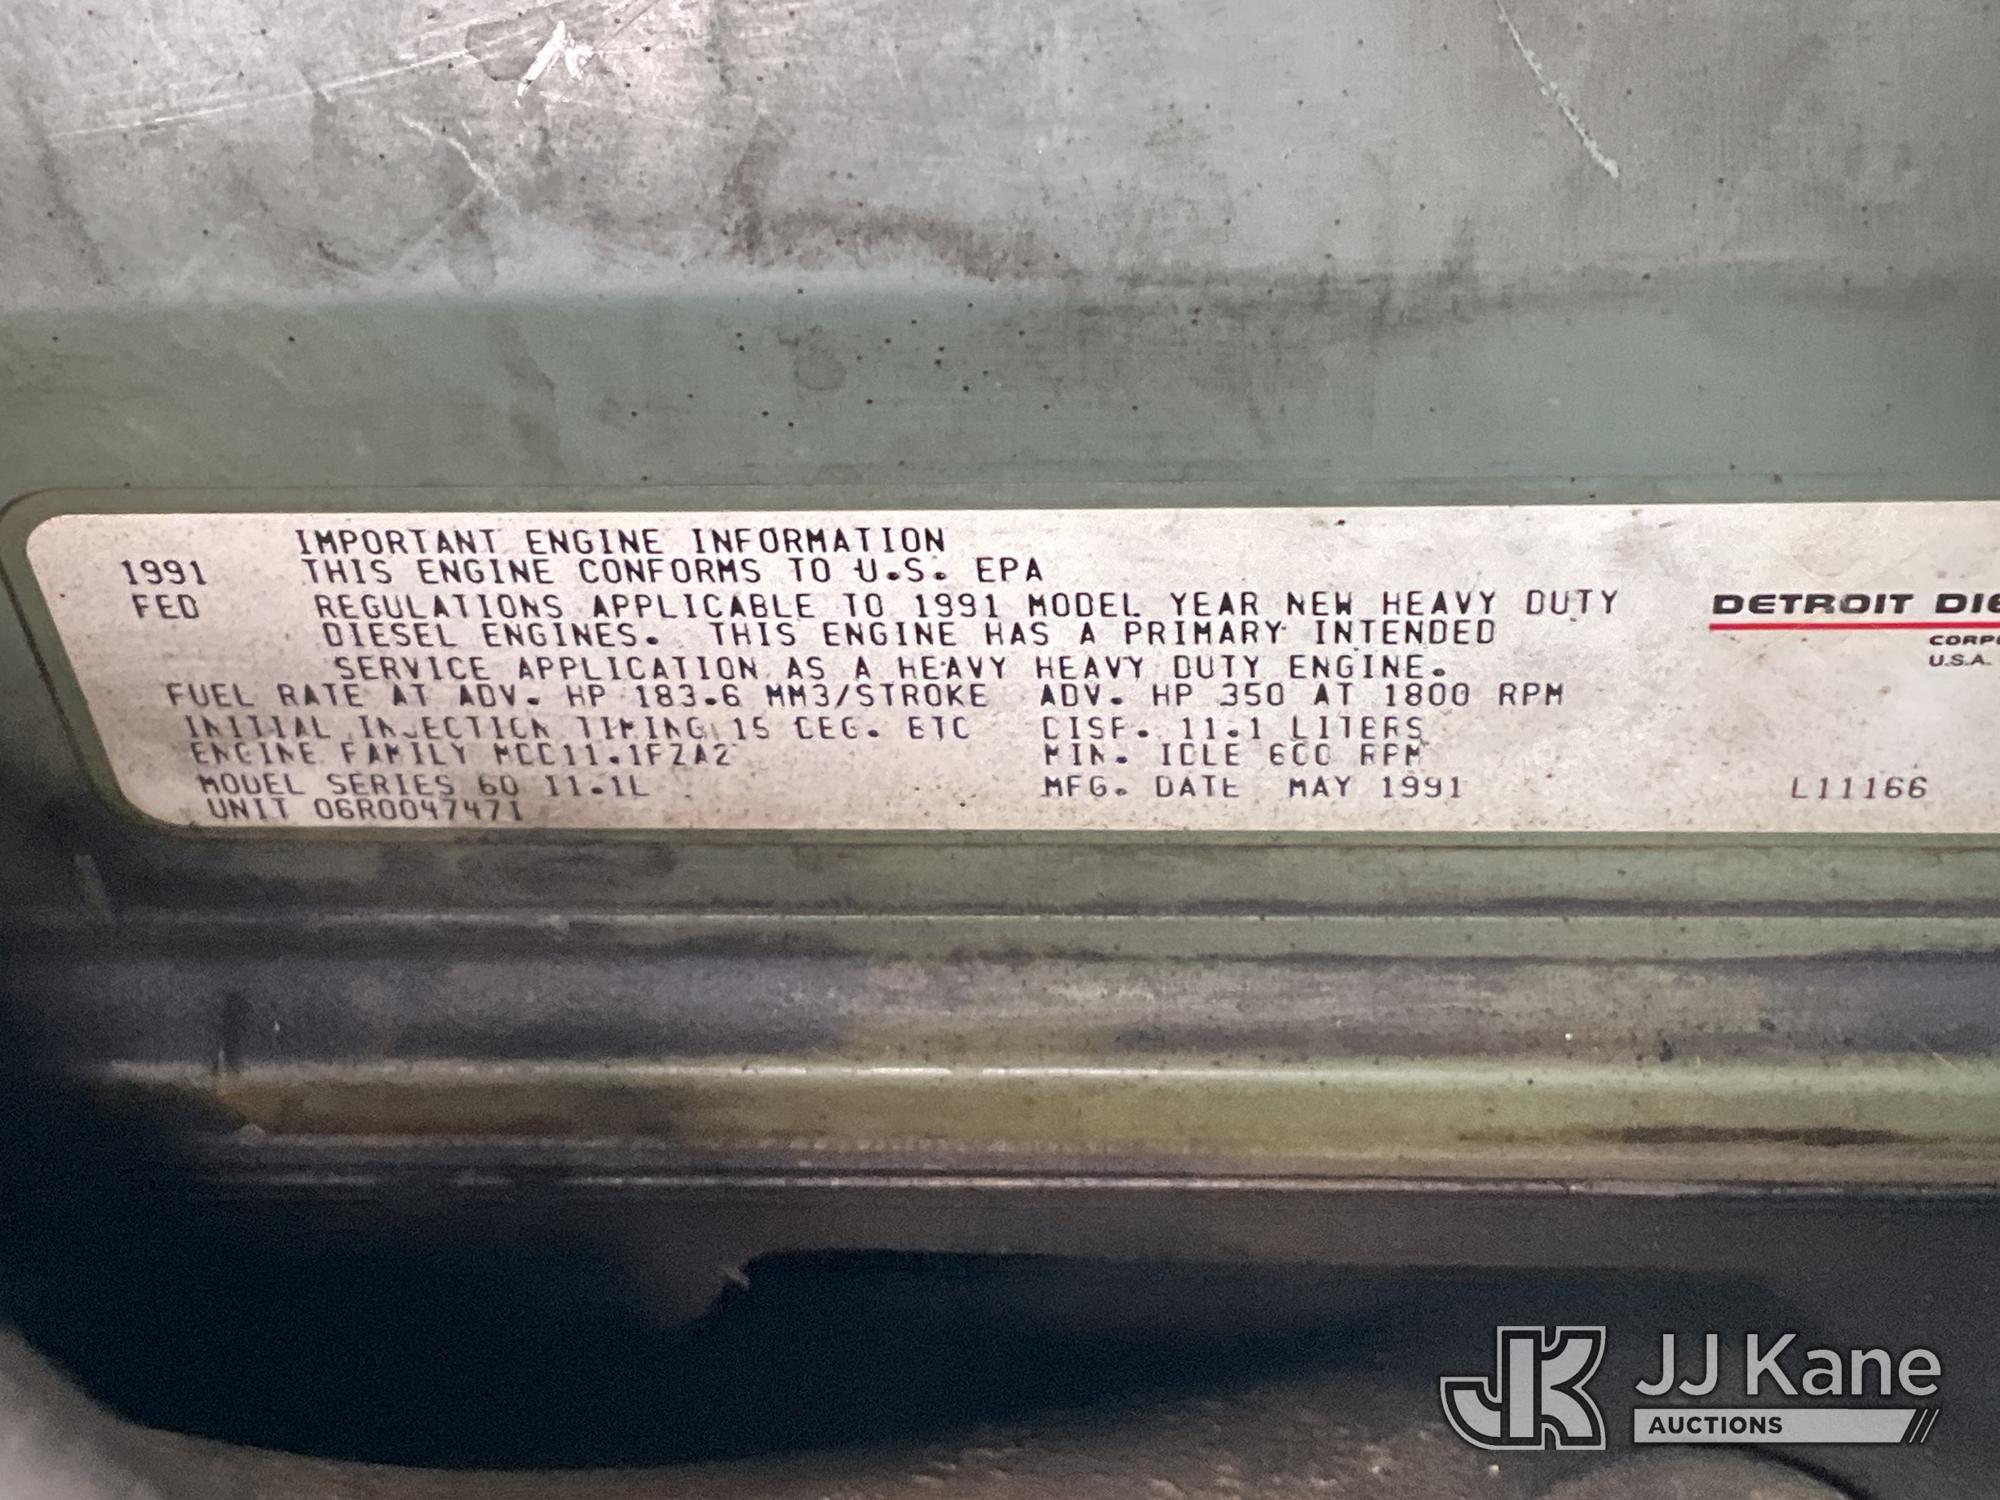 IMPORTANT ENGINE INFORMATION
1991 THIS ENGINE CONFORMS TO U.S. EPA
FED REGULATIONS APPLICABLE TO 1991 MODEL YEAR NEW HEAVY DUTY
DIESEL ENGINES. THIS ENGINE HAS A PRIMARY INTENDED
SERVICE APPLICATION AS A HEAVY HEAVY DUTY ENGINE.
FUEL RATE AT ADV. HP 183.6 MM3/STROKE ADV. HP 350 AT 1800 RPM
INITIAL INJECTION TIMING 15 DEG. BTC DISP. 11.1 LITERS
ENGINE FAMILY MDD11.1FZA2 MIN. IDLE 600 RPM
MODEL SERIES 60 11.1L MFG. DATE MAY 1991 L11166
UNIT 06R0047471
DETROIT DIE
CORP
U.S.A.
JK JJ Kane
AUCTIONS